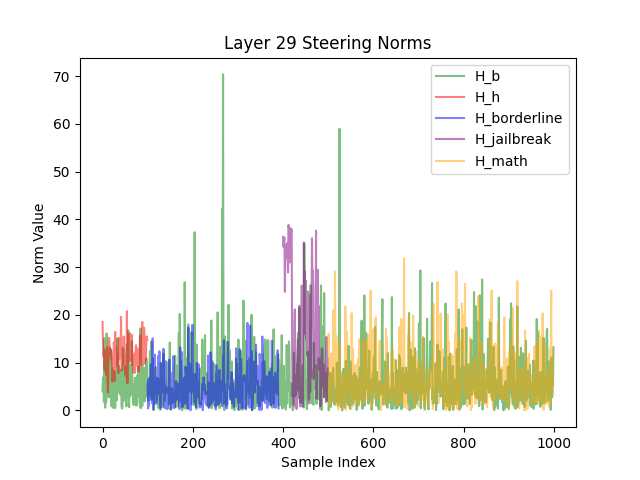 Layer 29 Steering Norms
H_b
H_h
H_borderline
H_jailbreak
H_math
Norm Value
70
60
50
40
30
20
10
0
0 200 400 600 800 1000
Sample Index